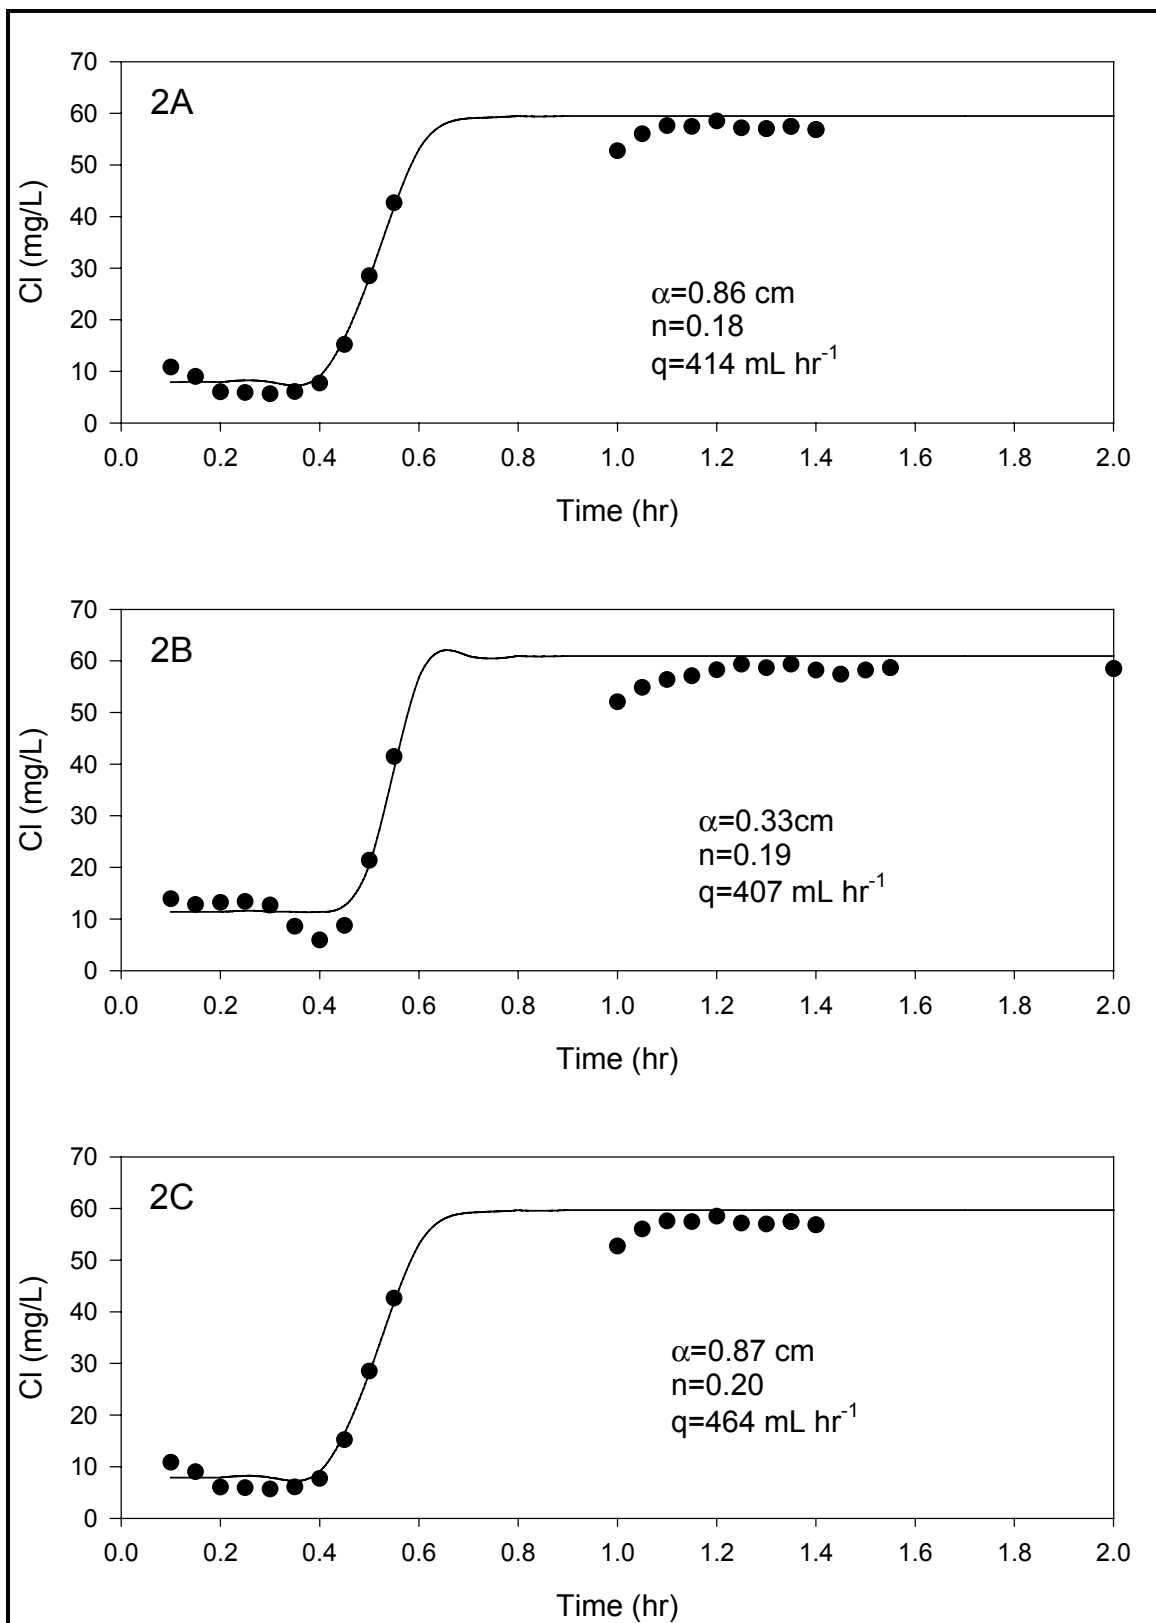 70
2A
60
50
40
Cl (mg/L)
30
α=0.86 cm
20
n=0.18
10
q=414 mL hr⁻¹
0
0.0 0.2 0.4 0.6 0.8 1.0 1.2 1.4 1.6 1.8 2.0
Time (hr)
70
2B
60
50
40
Cl (mg/L)
30
α=0.33cm
20
n=0.19
10
q=407 mL hr⁻¹
0
0.0 0.2 0.4 0.6 0.8 1.0 1.2 1.4 1.6 1.8 2.0
Time (hr)
70
2C
60
50
40
Cl (mg/L)
30
α=0.87 cm
20
n=0.20
10
q=464 mL hr⁻¹
0
0.0 0.2 0.4 0.6 0.8 1.0 1.2 1.4 1.6 1.8 2.0
Time (hr)